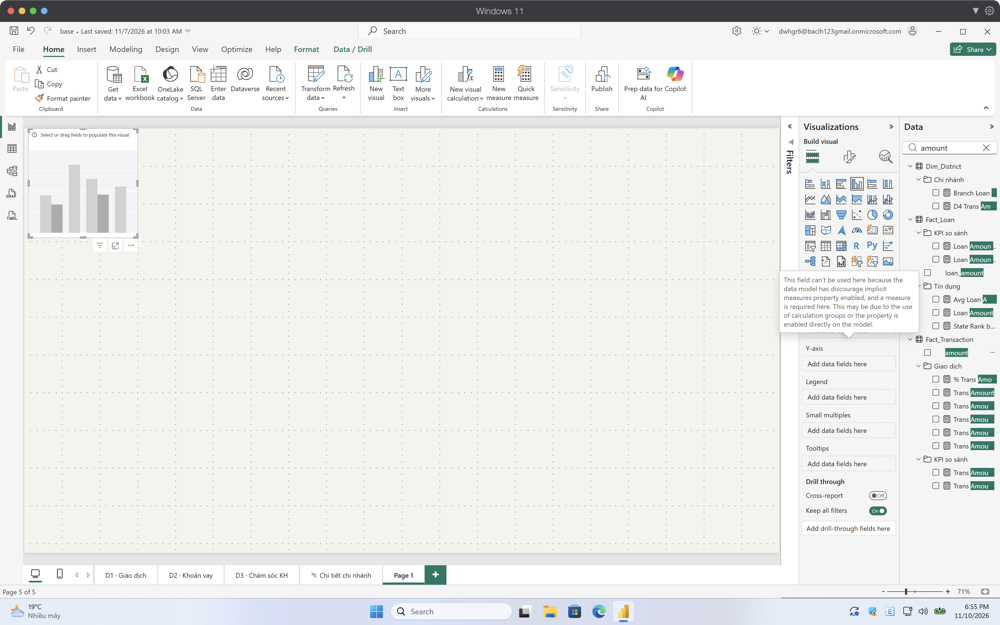 Windows 11
base • Last saved: 11/7/2026 at 10:03 AM
Search
dwhgr6@baclh123gmail.onmicrosoft.com
File
Home
Insert
Modeling
Design
View
Optimize
Help
Format
Data / Drill
Share
Paste
Cut
Copy
Format painter
Clipboard
Get data
Excel workbook
OneLake catalog
SQL Server
Enter data
Dataverse
Recent sources
Data
Transform data
Refresh
Queries
New visual
Text box
More visuals
Insert
New visual calculation
New measure
Quick measure
Calculations
Sensitivity
Sensitivity
Publish
Share
Prep data for AI
Copilot
Copilot
Select or drag fields to populate this visual
Filters
Visualizations
Build visual
R
Py
This field can't be used here because the
data model has discourage implicit
measures property enabled, and a measure
is required here. This may be due to the use
of calculation groups or the property is
enabled directly on the model.
Y-axis
Add data fields here
Legend
Add data fields here
Small multiples
Add data fields here
Tooltips
Add data fields here
Drill through
Cross-report
Off
Keep all filters
On
Add drill-through fields here
Data
amount
Dim_District
Chi nhánh
Branch Loan
D4 Trans Am
Fact_Loan
KPI so sánh
Loan Amoun...
Loan Amoun...
loan_amount
Tín dụng
Avg Loan A
Loan Amount
State Rank b...
Fact_Transaction
amount
Giao dịch
% Trans Amo
Trans Amount
Trans Amou
Trans Amou
Trans Amou
Trans Amou
KPI so sánh
Trans Amou
Trans Amou
D1 · Giao dịch
D2 · Khoản vay
D3 · Chăm sóc KH
Chi tiết chi nhánh
Page 1
Page 5 of 5
71%
19°C
Nhiều mây
Search
6:55 PM
11/10/2026